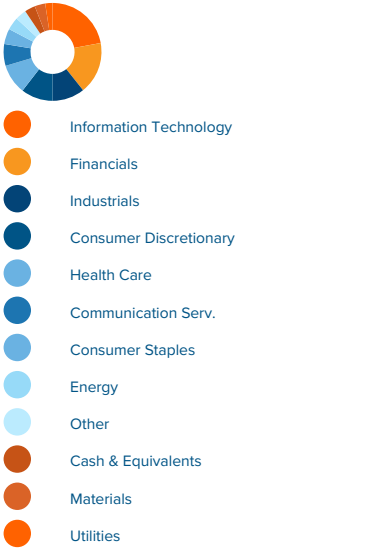 Information Technology
Financials
Industrials
Consumer Discretionary
Health Care
Communication Serv.
Consumer Staples
Energy
Other
Cash & Equivalents
Materials
Utilities